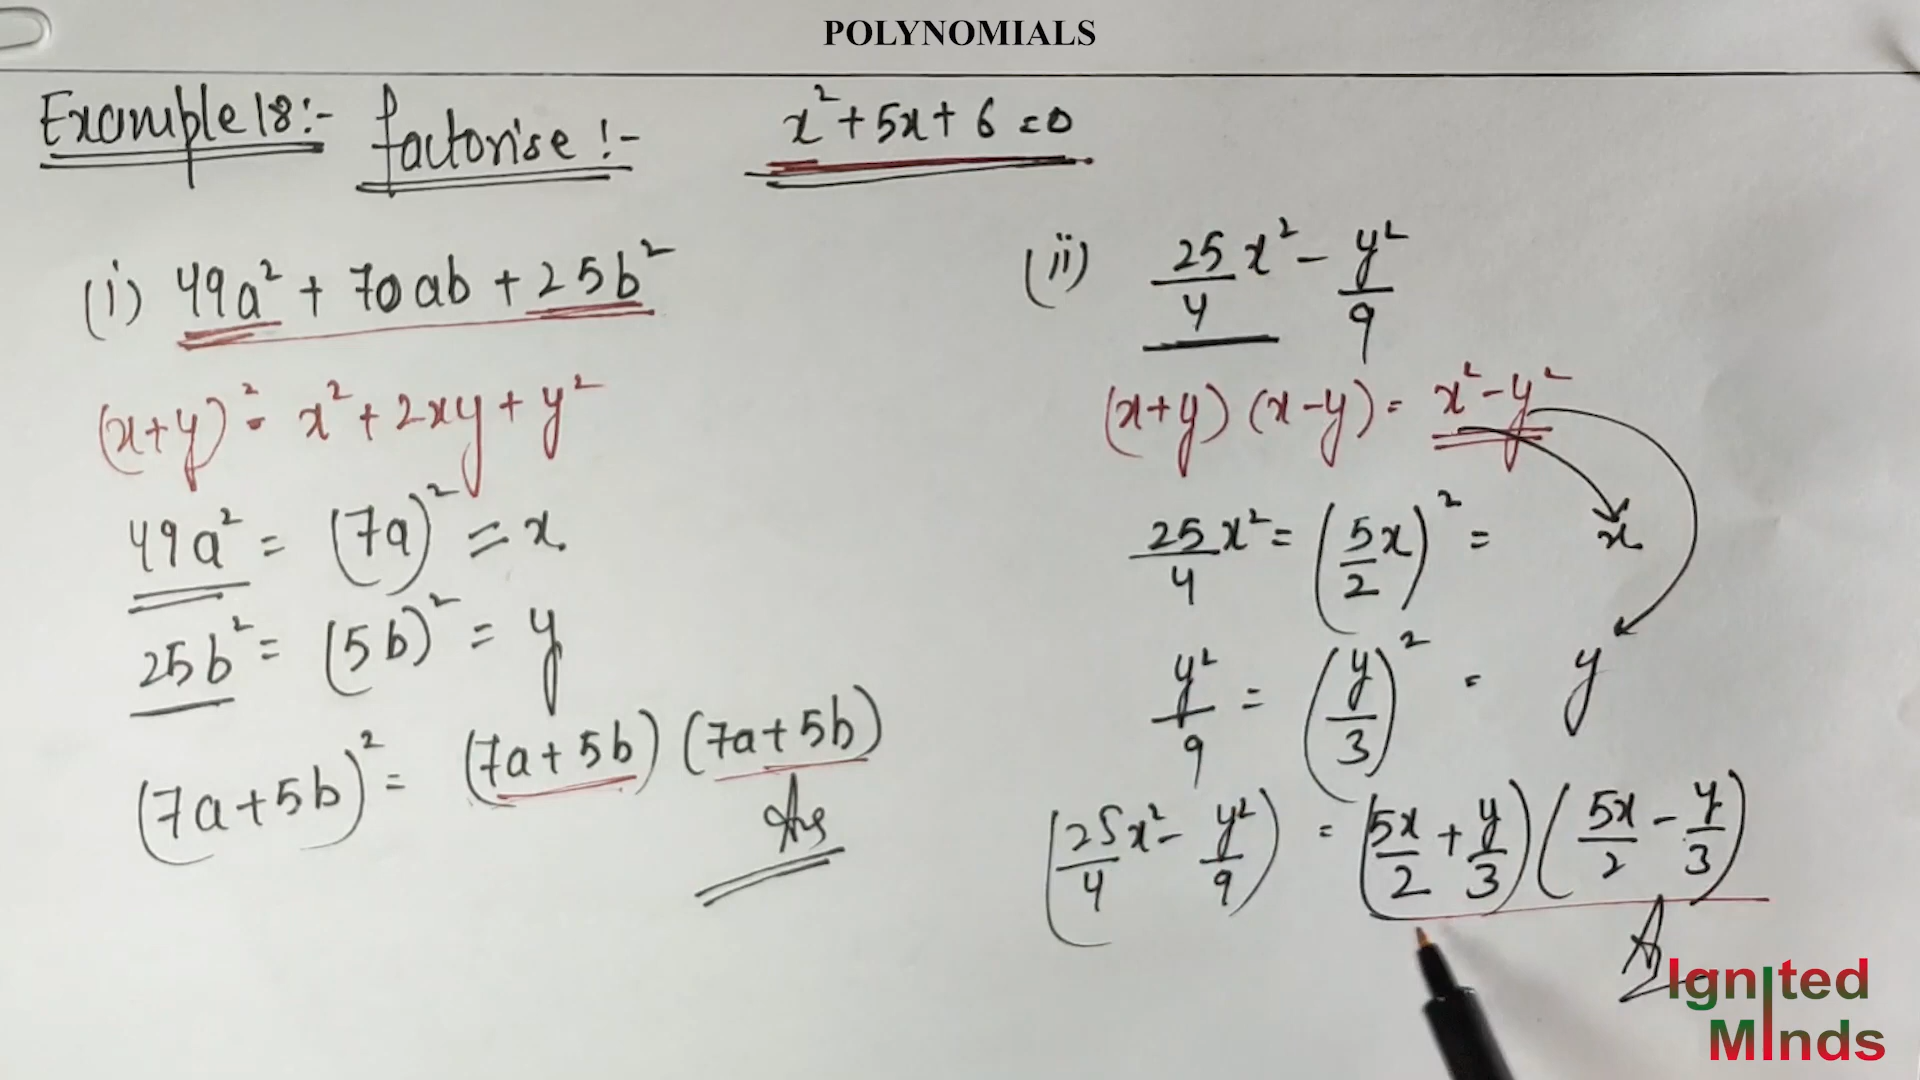 POLYNOMIALS
Example 18:- factorise :- x²+5x+6=0
(i) 49a² + 70ab + 25b²
(x+y)² = x²+2xy+y²
49a² = (7a)² = x
25b² = (5b)² = y
(7a+5b)² = (7a+5b) (7a+5b)
Ans
(ii) 25/4 x² - y²/9
(x+y) (x-y) = x²-y²
25/4 x² = (5/2 x)² = x
y²/9 = (y/3)² = y
(25/4 x² - y²/9) = (5x/2 + y/3) (5x/2 - y/3)
Ignited
Minds